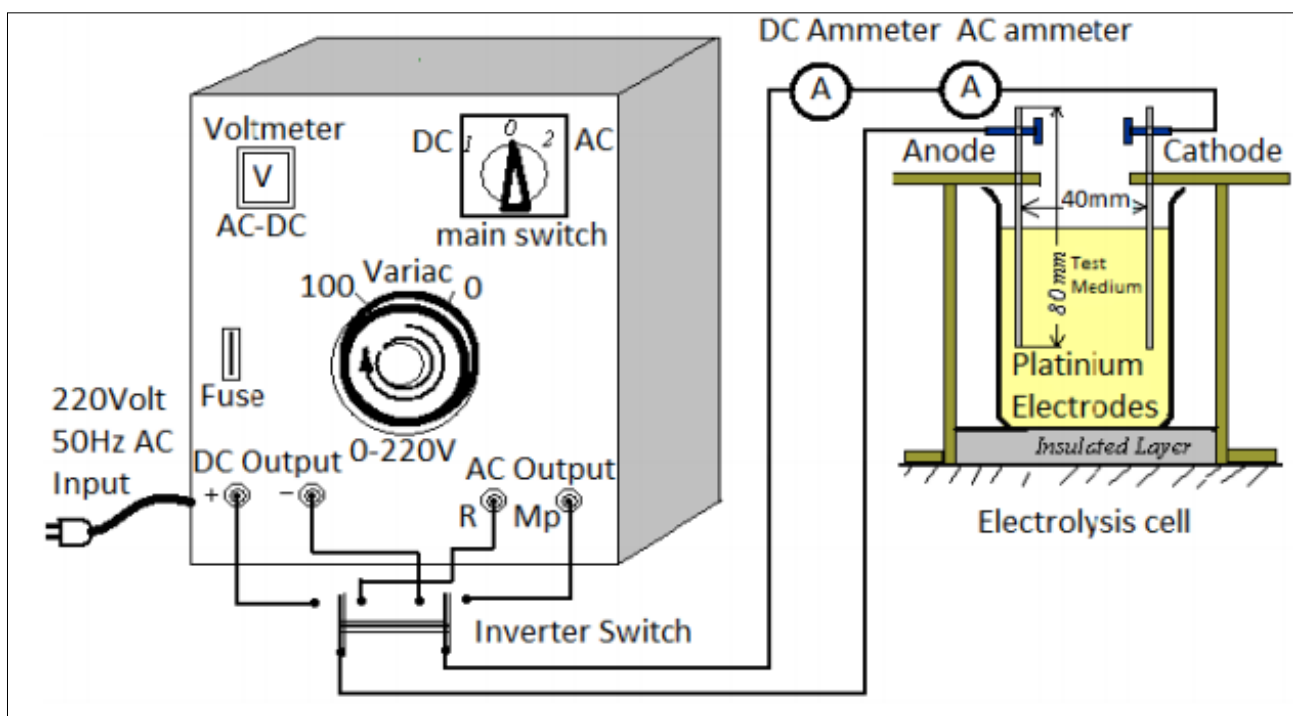 DC Ammeter AC ammeter
A
A
Voltmeter
V
AC-DC
DC
1
0
2
AC
main switch
Anode
Cathode
40mm
80mm
Test
Medium
Platinium
Electrodes
Insulated Layer
Electrolysis cell
Variac
100
0
0-220V
Fuse
220Volt
50Hz AC
Input
DC Output
+
−
AC Output
R
Mp
Inverter Switch